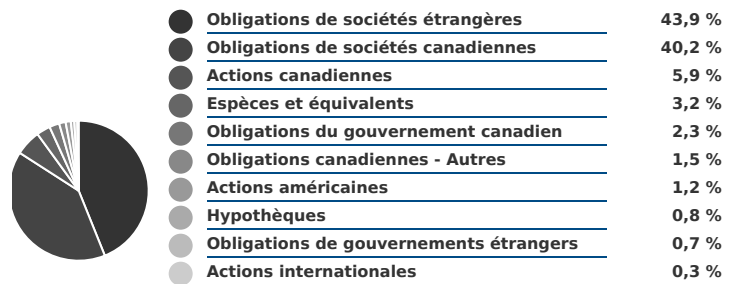 Obligations de sociétés étrangères 43,9 %
Obligations de sociétés canadiennes 40,2 %
Actions canadiennes 5,9 %
Espèces et équivalents 3,2 %
Obligations du gouvernement canadien 2,3 %
Obligations canadiennes - Autres 1,5 %
Actions américaines 1,2 %
Hypothèques 0,8 %
Obligations de gouvernements étrangers 0,7 %
Actions internationales 0,3 %